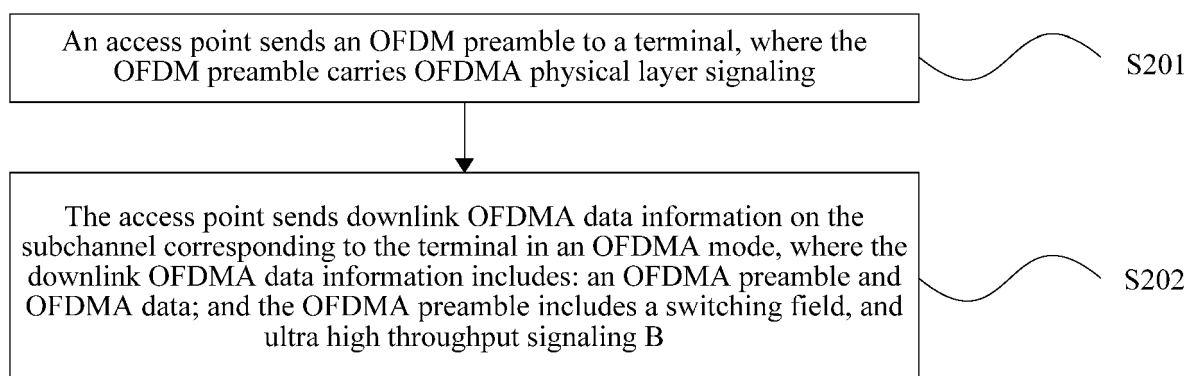 An access point sends an OFDM preamble to a terminal, where the
OFDM preamble carries OFDMA physical layer signaling
S201
The access point sends downlink OFDMA data information on the
subchannel corresponding to the terminal in an OFDMA mode, where the
downlink OFDMA data information includes: an OFDMA preamble and
OFDMA data; and the OFDMA preamble includes a switching field, and
ultra high throughput signaling B
S202